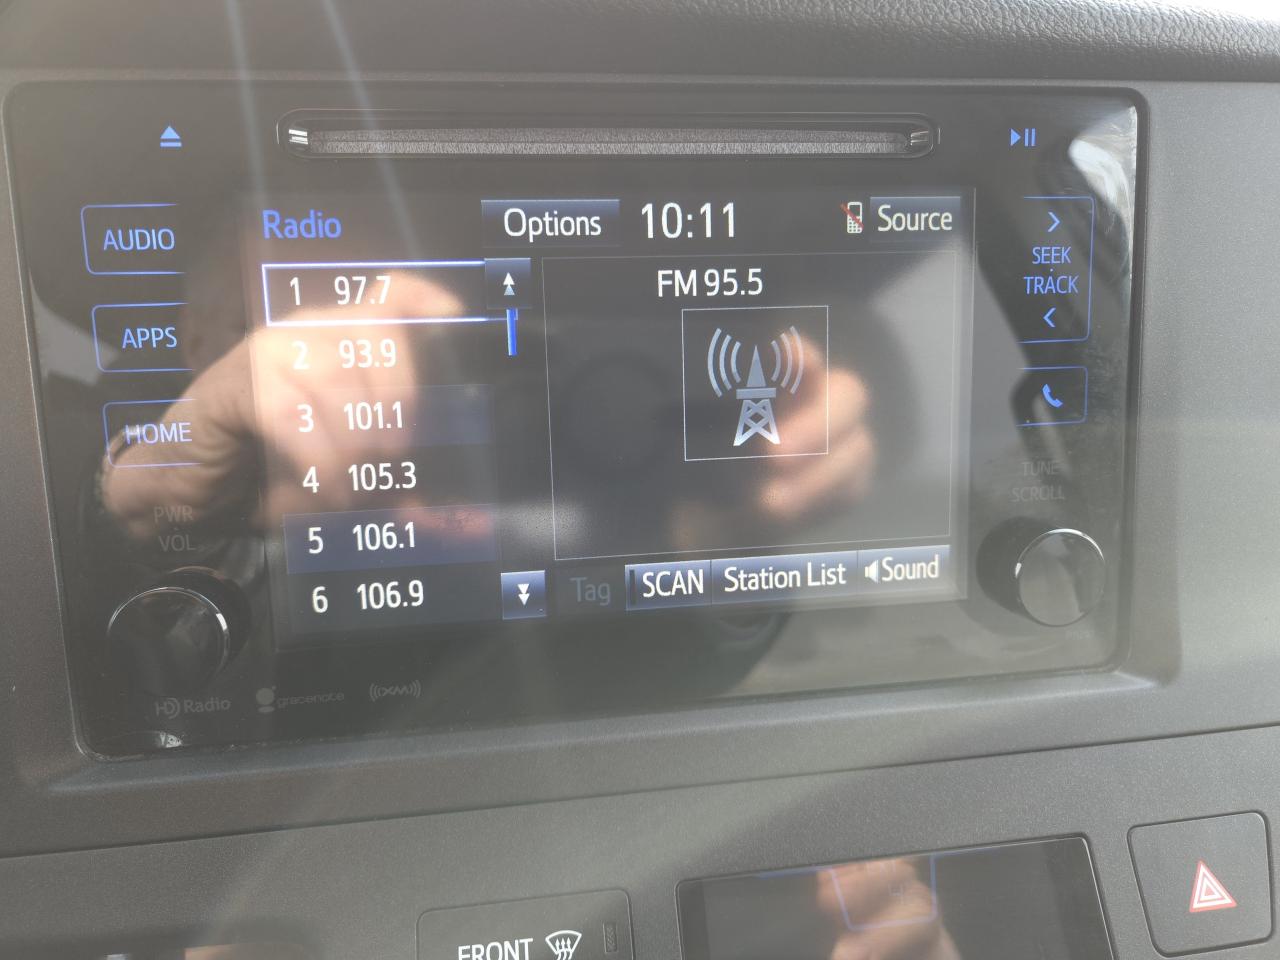 AUDIO
APPS
HOME
PWR
VOL
Radio
Options
10:11
Source
1 97.7
2 93.9
3 101.1
4 105.3
5 106.1
6 106.9
FM 95.5
Tag
SCAN
Station List
Sound
SEEK
TRACK
TUNE
SCROLL
HD Radio
gracenote
((XM))
FRONT